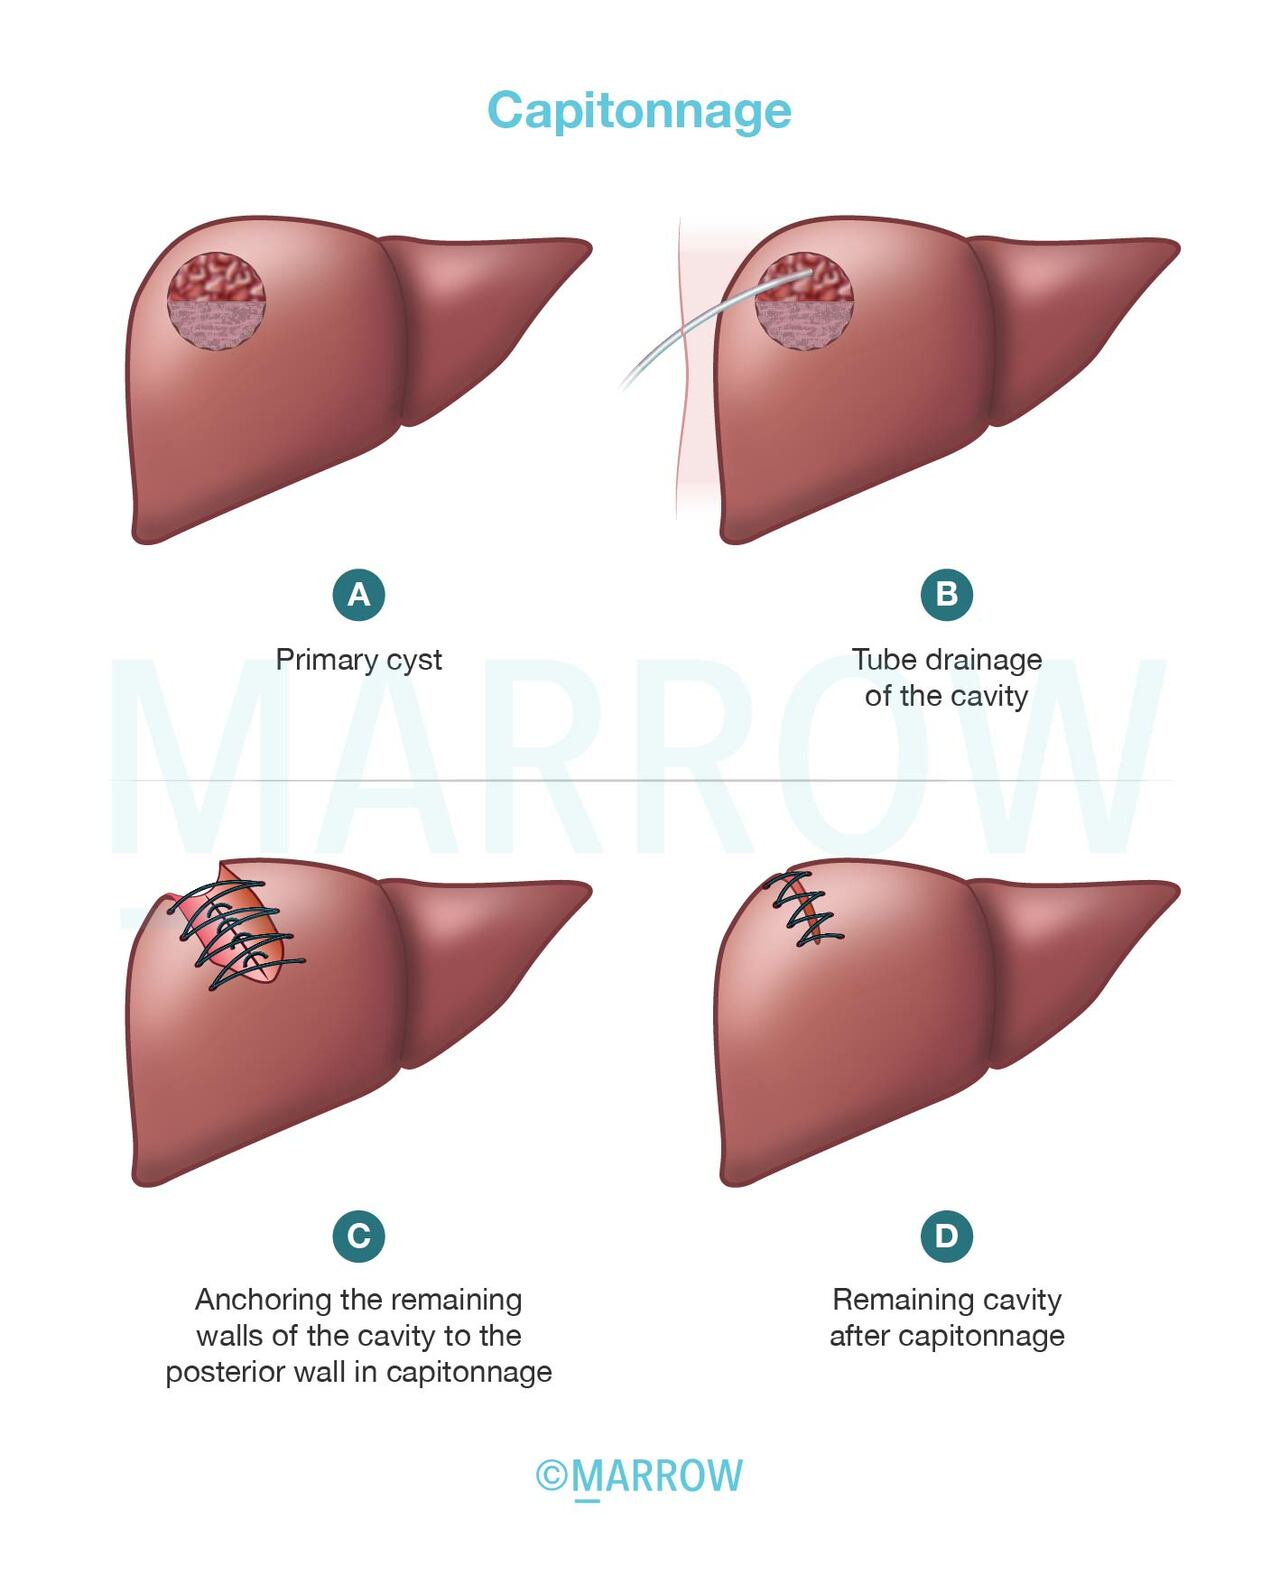 Capitonnage
A
B
Primary cyst
Tube drainage
of the cavity
MARROW
C
D
Anchoring the remaining
walls of the cavity to the
posterior wall in capitonnage
Remaining cavity
after capitonnage
©MARROW